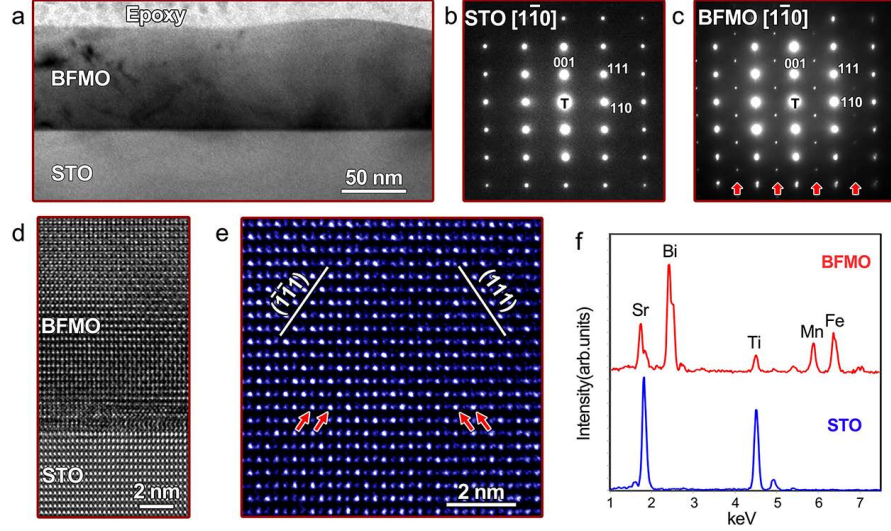 a
Epoxy
BFMO
STO
50 nm
b
STO [11̄0]
001
111
T
110
c
BFMO [11̄0]
001
111
T
110
d
BFMO
STO
2 nm
e
(1̄1̄1)
(111)
2 nm
f
BFMO
Bi
Sr
Ti
Mn
Fe
STO
Intensity(arb.units)
1 2 3 4 5 6 7
keV